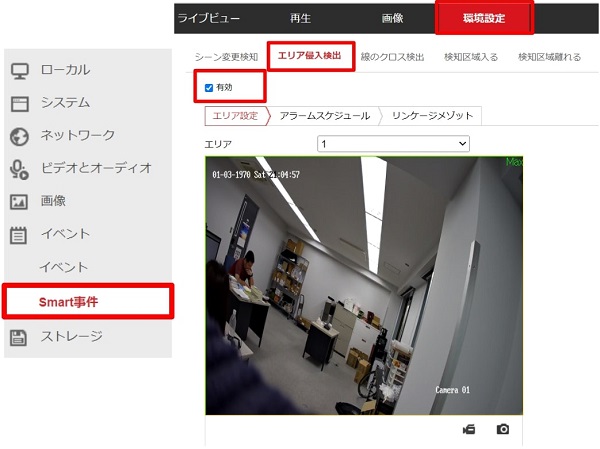 ライブビュー 再生 画像 環境設定
シーン変更検知 エリア侵入検出 線のクロス検出 検知区域入る 検知区域離れる
有効
エリア設定 アラームスケジュール リンケージメゾット
エリア 1
Max
01-03-1970 Sat 21:04:57
Camera 01
ローカル
システム
ネットワーク
ビデオとオーディオ
画像
イベント
イベント
Smart事件
ストレージ